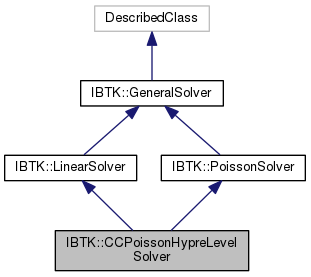 DescribedClass
IBTK::GeneralSolver
IBTK::LinearSolver
IBTK::PoissonSolver
IBTK::CCPoissonHypreLevel
Solver